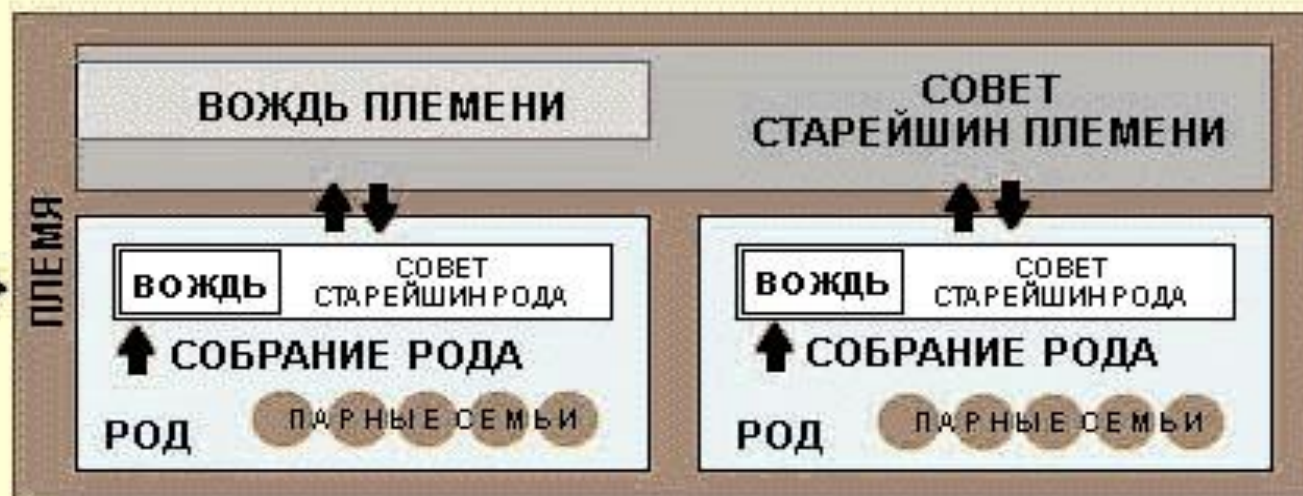 ПЛЕМЯ
ВОЖДЬ ПЛЕМЕНИ
СОВЕТ
СТАРЕЙШИН ПЛЕМЕНИ
ВОЖДЬ
СОВЕТ
СТАРЕЙШИН РОДА
СОБРАНИЕ РОДА
ПАРНЫЕ СЕМЬИ
РОД
ВОЖДЬ
СОВЕТ
СТАРЕЙШИН РОДА
СОБРАНИЕ РОДА
ПАРНЫЕ СЕМЬИ
РОД